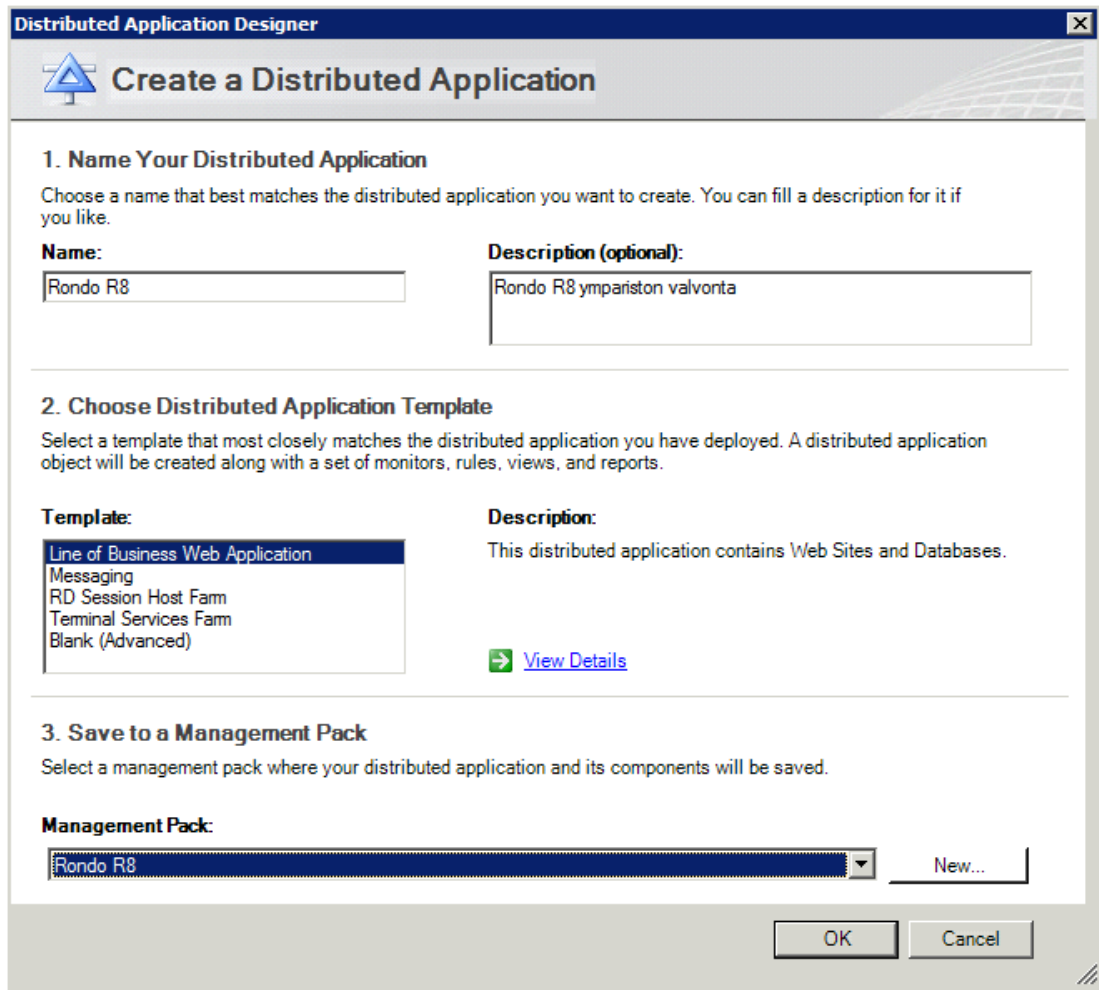 Distributed Application Designer
Create a Distributed Application
1. Name Your Distributed Application
Choose a name that best matches the distributed application you want to create. You can fill a description for it if
you like.
Name:
Description (optional):
Rondo R8
Rondo R8 ympariston valvonta
2. Choose Distributed Application Template
Select a template that most closely matches the distributed application you have deployed. A distributed application
object will be created along with a set of monitors, rules, views, and reports.
Template:
Description:
Line of Business Web Application
Messaging
RD Session Host Farm
Terminal Services Farm
Blank (Advanced)
This distributed application contains Web Sites and Databases.
View Details
3. Save to a Management Pack
Select a management pack where your distributed application and its components will be saved.
Management Pack:
Rondo R8
New...
OK
Cancel